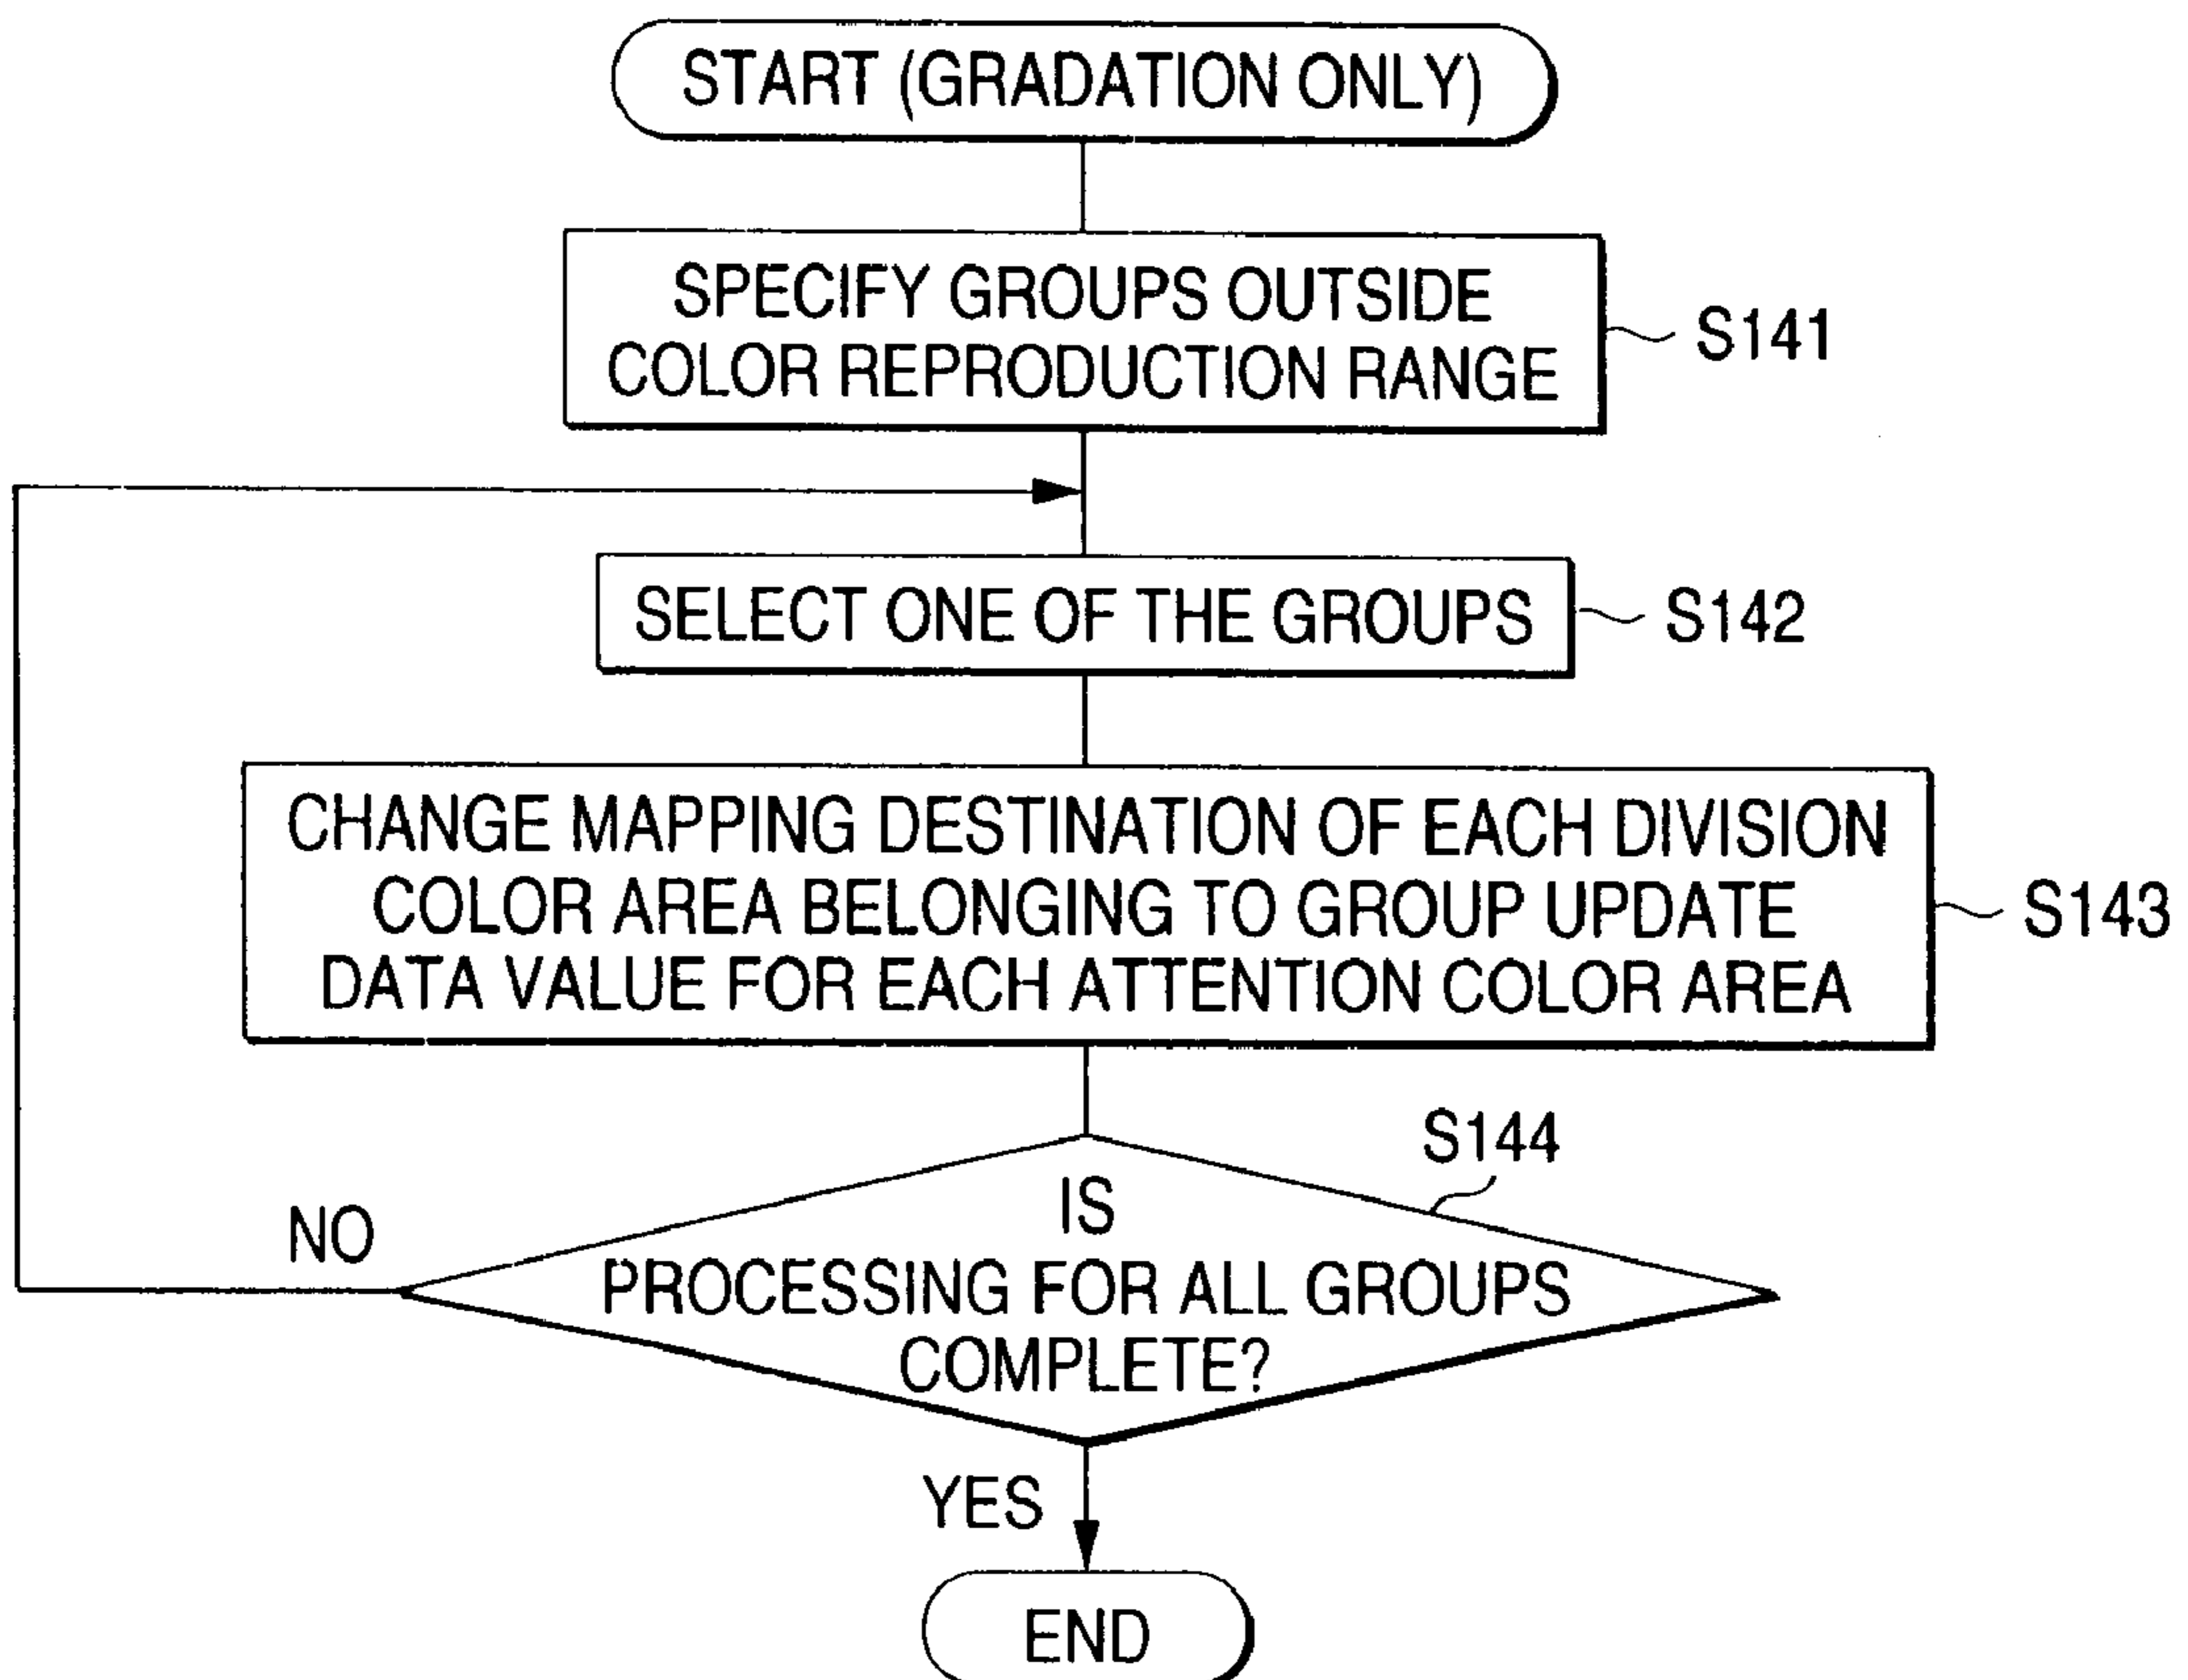 START (GRADATION ONLY)
SPECIFY GROUPS OUTSIDE
COLOR REPRODUCTION RANGE
S141
SELECT ONE OF THE GROUPS
S142
CHANGE MAPPING DESTINATION OF EACH DIVISION
COLOR AREA BELONGING TO GROUP UPDATE
DATA VALUE FOR EACH ATTENTION COLOR AREA
S143
S144
IS
PROCESSING FOR ALL GROUPS
COMPLETE?
NO
YES
END